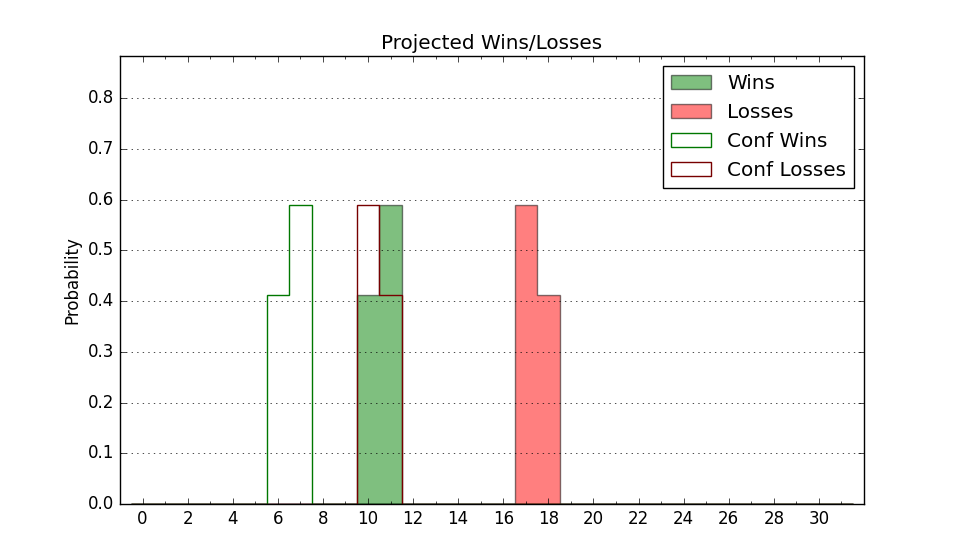 Projected Wins/Losses
Wins
Losses
Conf Wins
Conf Losses
Probability
0.8
0.7
0.6
0.5
0.4
0.3
0.2
0.1
0.0
0 2 4 6 8 10 12 14 16 18 20 22 24 26 28 30